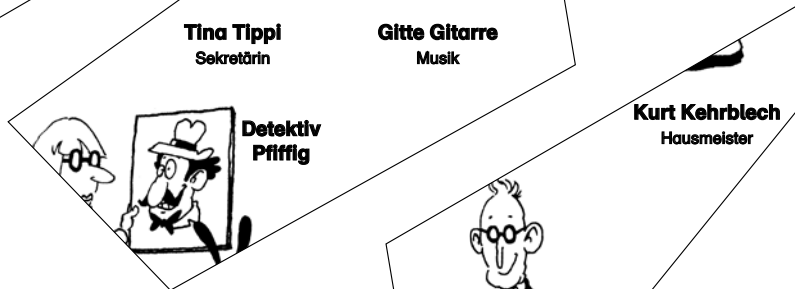 Tina Tippi
Sekretärin
Gitte Gitarre
Musik
Kurt Kehrblech
Hausmeister
Detektiv
Pfiffig